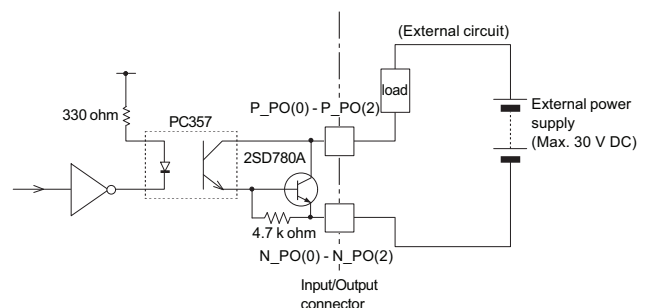 (External circuit)
load
P_PO(0) - P_PO(2)
External power
supply
(Max. 30 V DC)
330 ohm
PC357
2SD780A
4.7 k ohm
N_PO(0) - N_PO(2)
Input/Output
connector